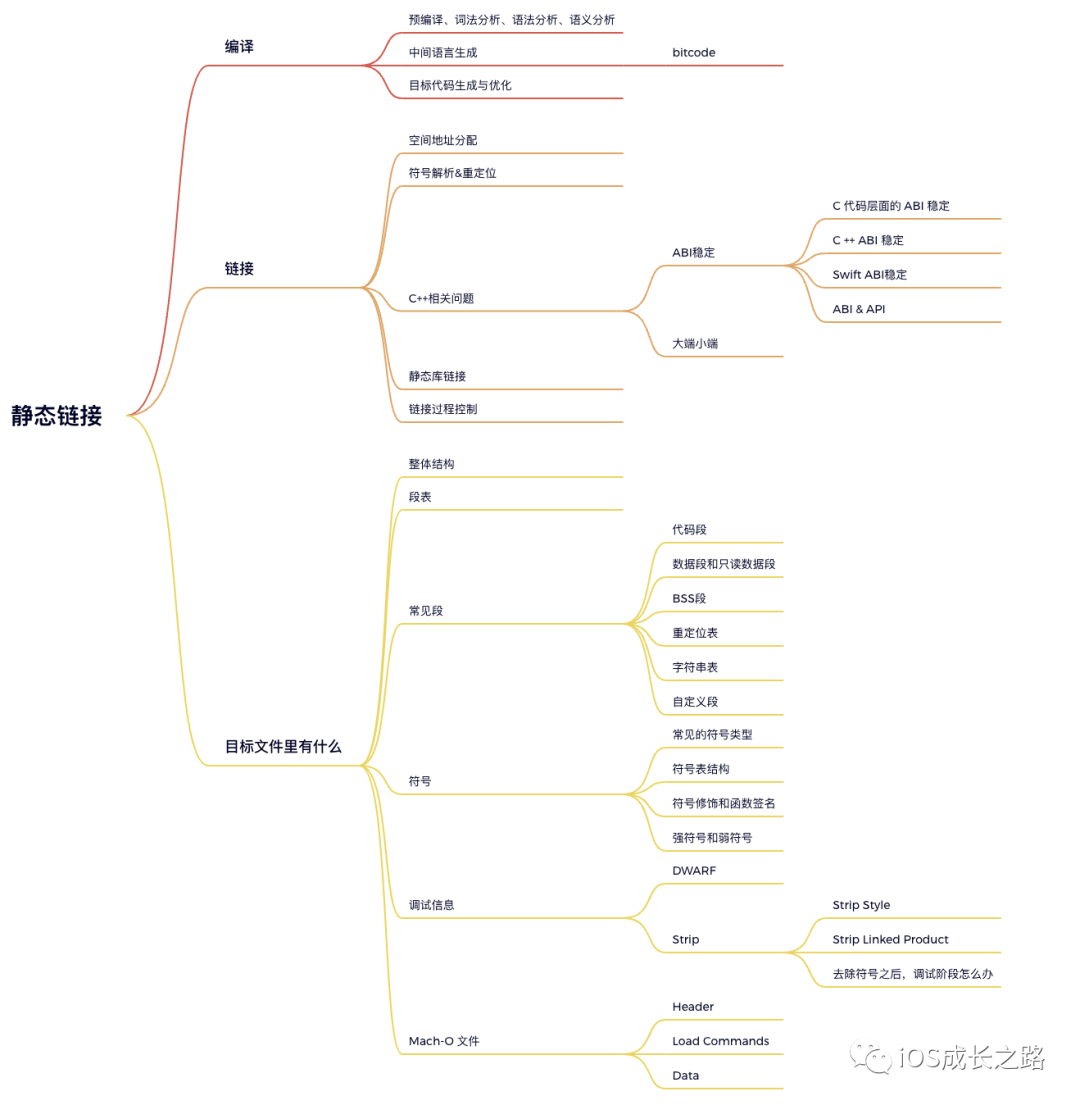 静态链接
编译
预编译、词法分析、语法分析、语义分析
中间语言生成
bitcode
目标代码生成与优化
链接
空间地址分配
符号解析&重定位
C++相关问题
ABI稳定
C 代码层面的 ABI 稳定
C ++ ABI 稳定
Swift ABI稳定
ABI & API
大端小端
静态库链接
链接过程控制
目标文件里有什么
整体结构
段表
常见段
代码段
数据段和只读数据段
BSS段
重定位表
字符串表
自定义段
符号
常见的符号类型
符号表结构
符号修饰和函数签名
强符号和弱符号
调试信息
DWARF
Strip
Strip Style
Strip Linked Product
去除符号之后，调试阶段怎么办
Mach-O 文件
Header
Load Commands
Data
iOS成长之路